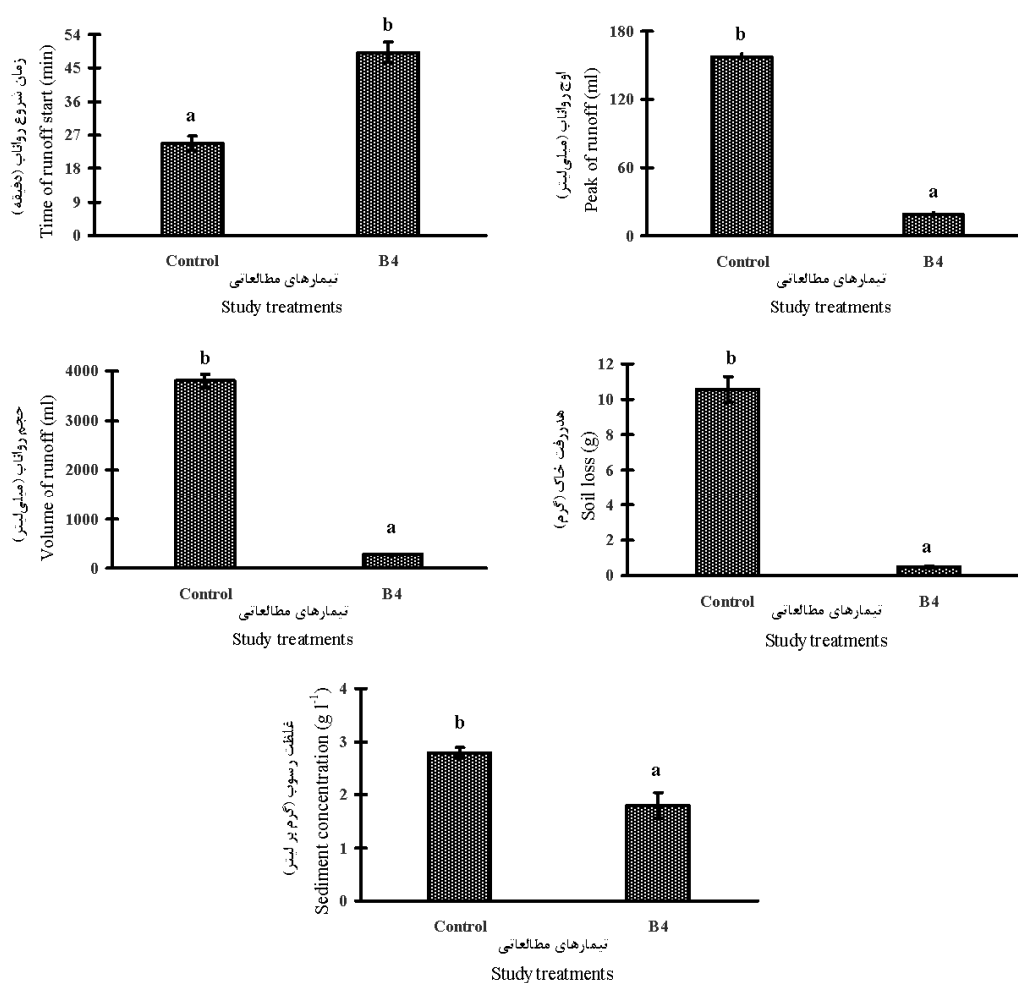 زمان شروع رواناب (دقیقه)
Time of runoff start (min)
54
45
36
27
18
9
0
a
b
Control
B4
تیمارهای مطالعاتی
Study treatments
اوج رواناب (میلی‌لیتر)
Peak of runoff (ml)
180
120
60
0
b
a
Control
B4
تیمارهای مطالعاتی
Study treatments
حجم رواناب (میلی‌لیتر)
Volume of runoff (ml)
4000
3000
2000
1000
0
b
a
Control
B4
تیمارهای مطالعاتی
Study treatments
هدررفت خاک (گرم)
Soil loss (g)
12
10
8
6
4
2
0
b
a
Control
B4
تیمارهای مطالعاتی
Study treatments
غلظت رسوب (گرم بر لیتر)
Sediment concentration (g l⁻¹)
4
3
2
1
0
b
a
Control
B4
تیمارهای مطالعاتی
Study treatments